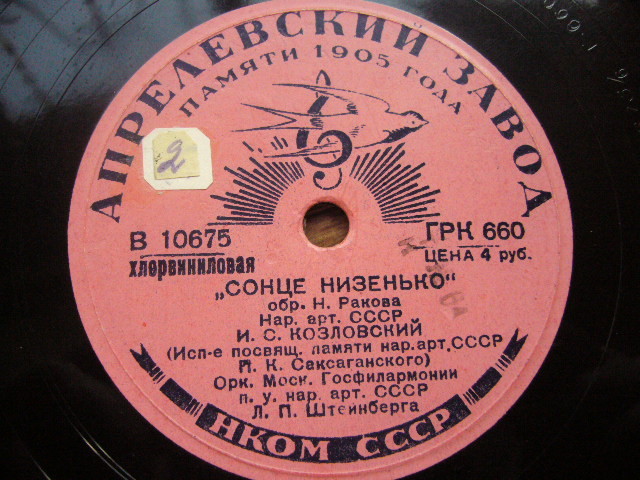 АПРЕЛЕВСКИЙ ЗАВОД
ПАМЯТИ 1905 ГОДА
2
В 10675
ГРК 660
хлорвиниловая
ЦЕНА 4 руб.
„СОНЦЕ НИЗЕНЬКО“
обр. Н. Ракова
Нар. арт. СССР
И. С. КОЗЛОВСКИЙ
(Исп-е посвящ. памяти нар. арт. СССР
П. К. Саксаганского)
Орк. Моск. Госфилармонии
п. у. нар. арт. СССР
Л. П. Штейнберга
НКОМ СССР